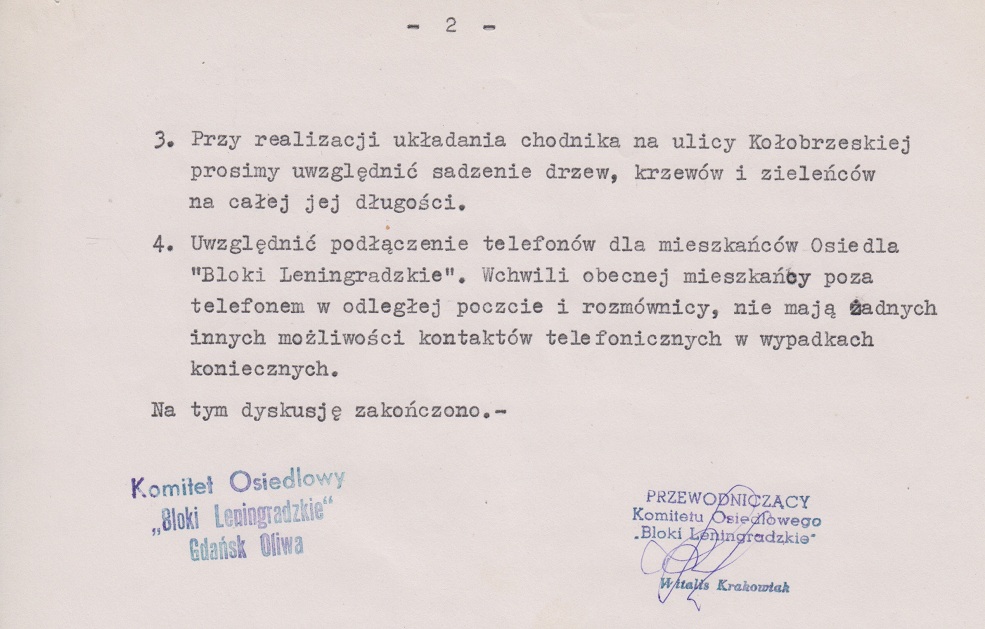 - 2 -
3. Przy realizacji układania chodnika na ulicy Kołobrzeskiej
prosimy uwzględnić sadzenie drzew, krzewów i zieleńców
na całej jej długości.
4. Uwzględnić podłączenie telefonów dla mieszkańców Osiedla
"Bloki Leningradzkie". Wchwili obecnej mieszkańcy poza
telefonem w odległej poczcie i rozmównicy, nie mają żadnych
innych możliwości kontaktów telefonicznych w wypadkach
koniecznych.
Na tym dyskusję zakończono.-
Komitet Osiedlowy
„Bloki Leningradzkie“
Gdańsk Oliwa
PRZEWODNICZĄCY
Komitetu Osiedlowego
"Bloki Leningradzkie"
Witalis Krakowiak